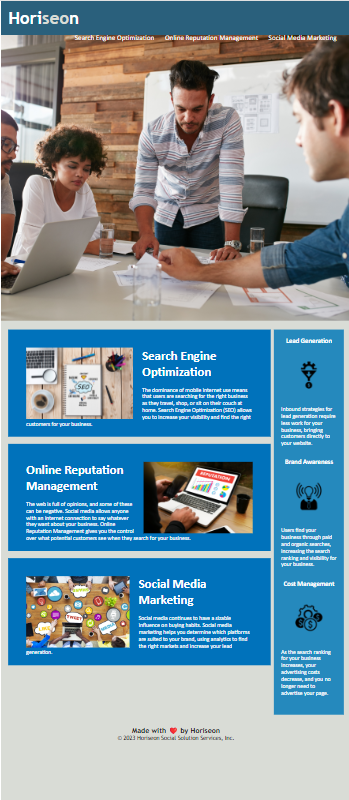 Horiseon
Search Engine Optimization Online Reputation Management Social Media Marketing
Search Engine
Optimization
The dominance of mobile internet use means
that users are searching for the right business
as they travel, shop, or sit on their couch at
home. Search Engine Optimization (SEO) allows
you to increase your visibility and find the right
customers for your business.
SEO
Online Reputation
Management
The web is full of opinions, and some of these
can be negative. Social media allows anyone
with an internet connection to say whatever
they want about your business. Online
Reputation Management gives you the control
over what potential customers see when they search for your business.
REPUTATION
Social Media
Marketing
Social media continues to have a sizable
influence on buying habits. Social media
marketing helps you determine which platforms
are suited to your brand, using analytics to find
the right markets and increase your lead
generation.
TWEET
Lead Generation
Inbound strategies for
lead generation require
less work for your
business, bringing
customers directly to
your website.
Brand Awareness
Users find your
business through paid
and organic searches,
increasing the search
ranking and visibility for
your business.
Cost Management
As the search ranking
for your business
increases, your
advertising costs
decrease, and you no
longer need to
advertise your page.
Made with ❤️ by Horiseon
© 2023 Horiseon Social Solution Services, Inc.